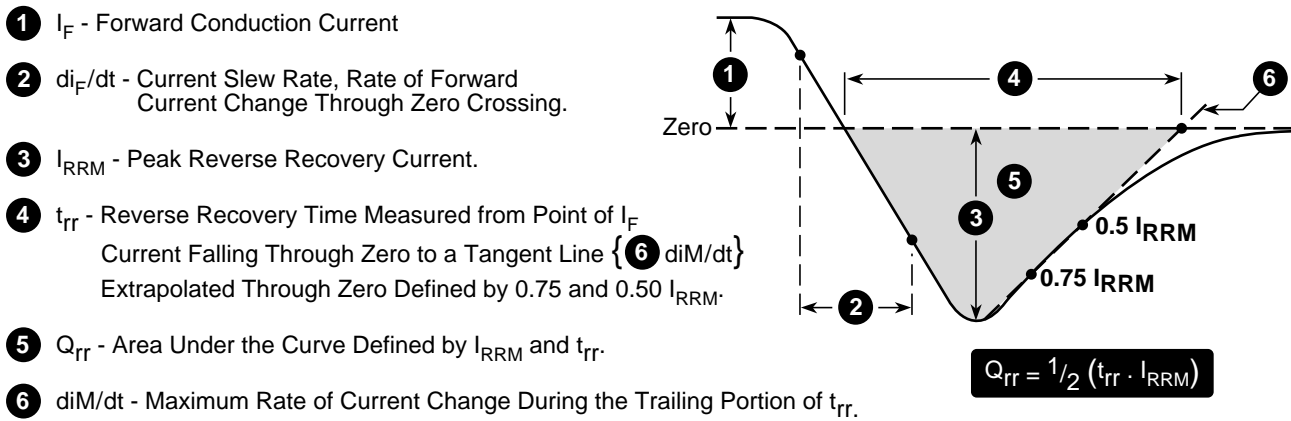 1 I_F - Forward Conduction Current
2 di_F/dt - Current Slew Rate, Rate of Forward
Current Change Through Zero Crossing.
3 I_RRM - Peak Reverse Recovery Current.
4 t_rr - Reverse Recovery Time Measured from Point of I_F
Current Falling Through Zero to a Tangent Line {6 diM/dt}
Extrapolated Through Zero Defined by 0.75 and 0.50 I_RRM.
5 Q_rr - Area Under the Curve Defined by I_RRM and t_rr.
6 diM/dt - Maximum Rate of Current Change During the Trailing Portion of t_rr.
1
4
6
Zero
5
3
0.5 I_RRM
0.75 I_RRM
2
Q_rr = 1/2 (t_rr . I_RRM)